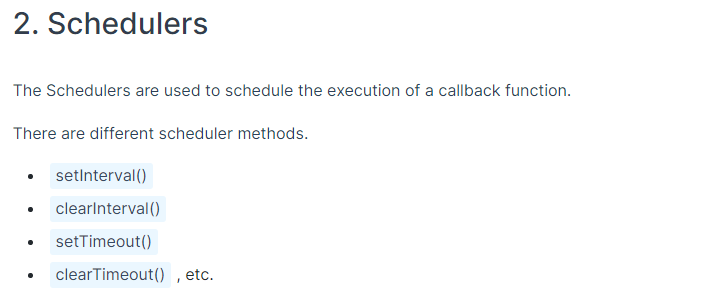 2. Schedulers
The Schedulers are used to schedule the execution of a callback function.
There are different scheduler methods.
• setInterval()
• clearInterval()
• setTimeout()
• clearTimeout() , etc.